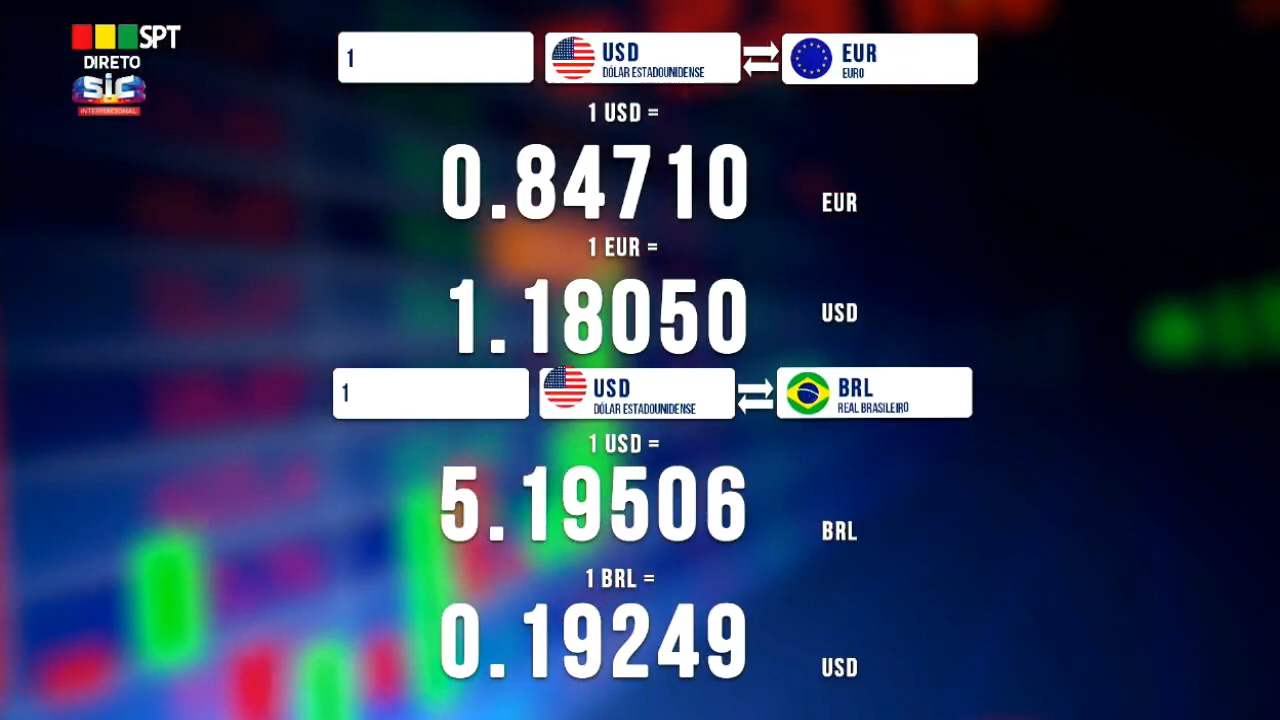 SPT
DIRETO
SIC
INTERNACIONAL
1
USD
DÓLAR ESTADOUNIDENSE
EUR
EURO
1 USD =
0.84710 EUR
1 EUR =
1.18050 USD
1
USD
DÓLAR ESTADOUNIDENSE
BRL
REAL BRASILEIRO
1 USD =
5.19506 BRL
1 BRL =
0.19249 USD